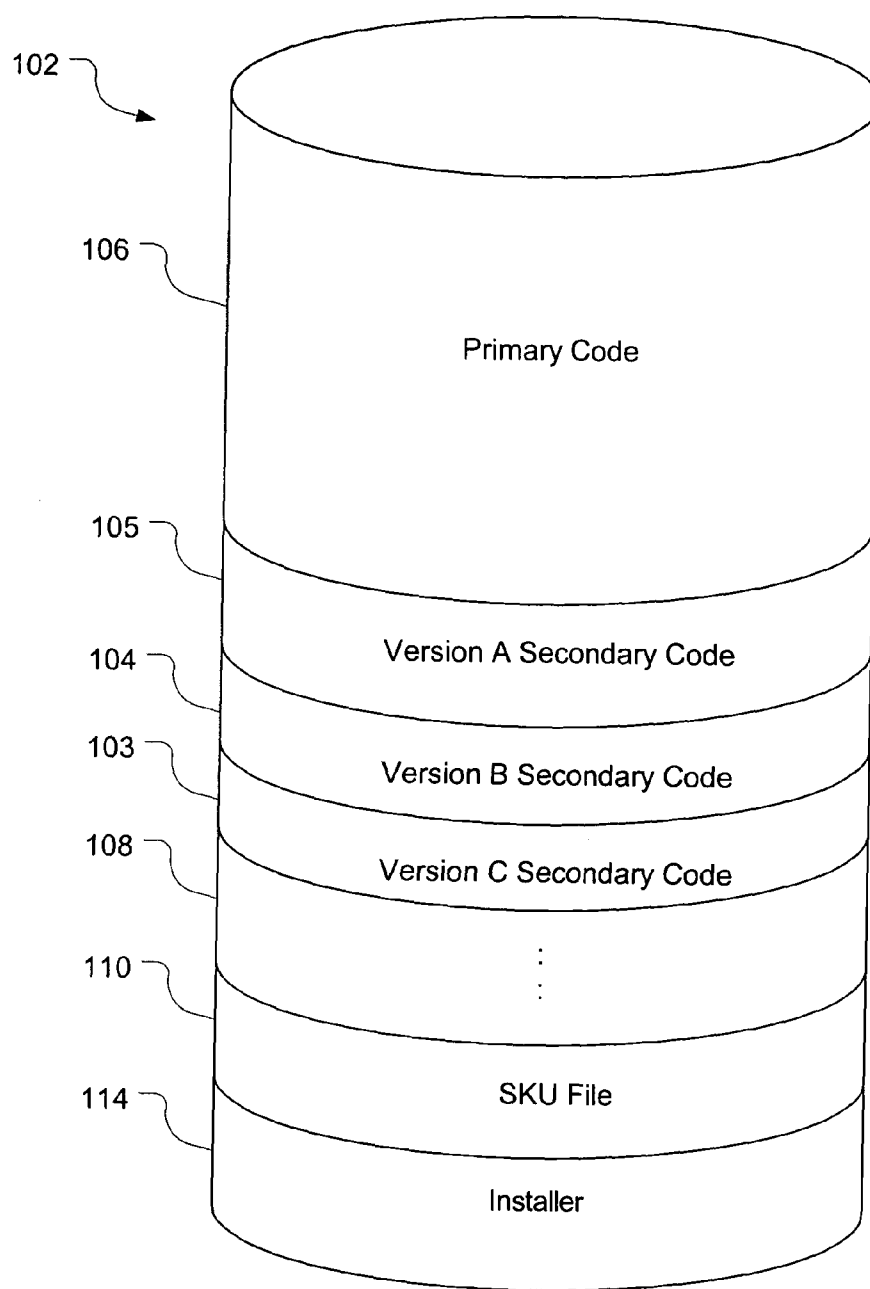 102
106
Primary Code
105
Version A Secondary Code
104
103
Version B Secondary Code
108
Version C Secondary Code
110
SKU File
114
Installer